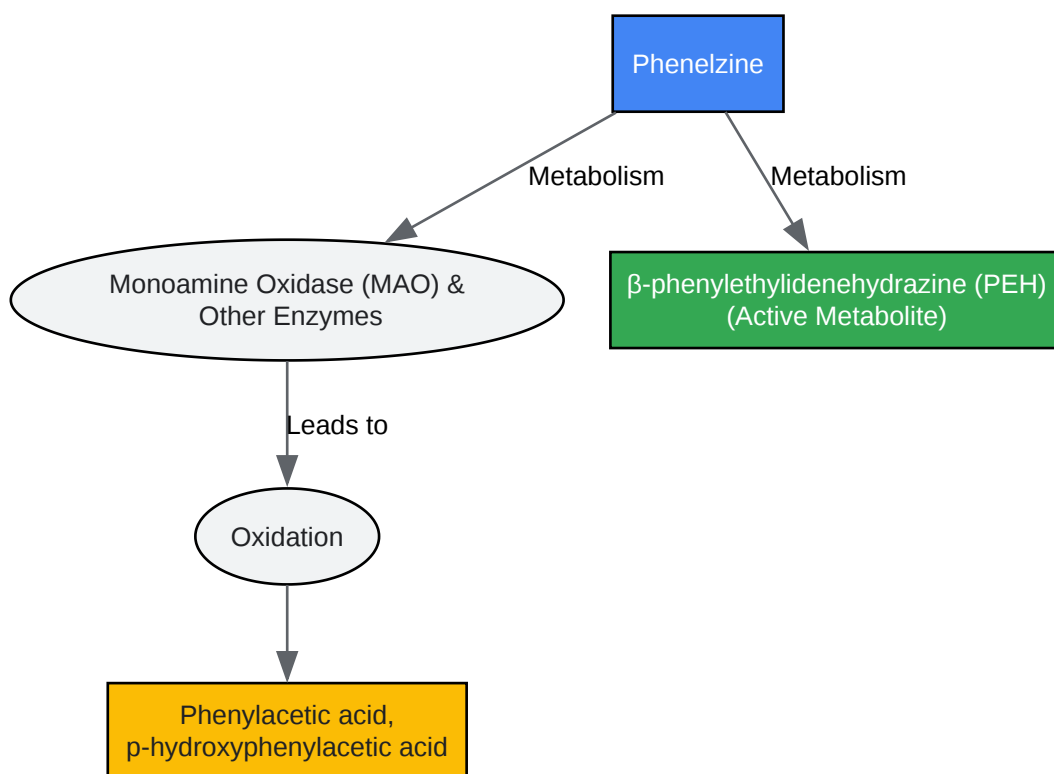 Phenelzine
Metabolism
Metabolism
Monoamine Oxidase (MAO) &
Other Enzymes
β-phenylethylidenehydrazine (PEH)
(Active Metabolite)
Leads to
Oxidation
Phenylacetic acid,
p-hydroxyphenylacetic acid